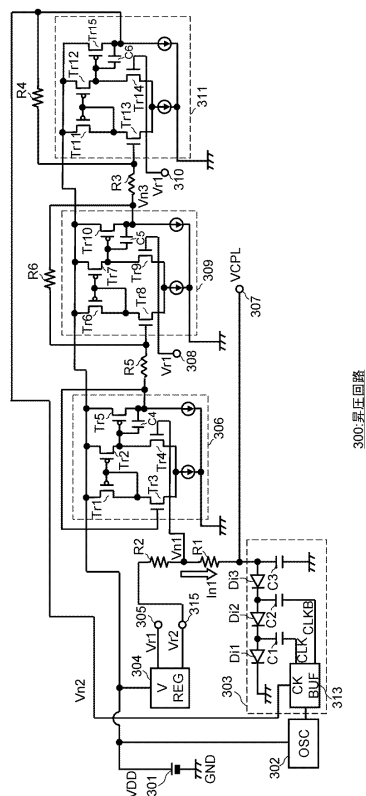 R4
Tr15
Tr12
C6
Tr11
Tr13
Tr14
311
R3
Vn3
Vr1
310
R6
Tr10
Tr7
C5
Tr6
Tr8
Tr9
309
R5
Vr1
308
VCPL
307
Tr5
Tr2
C4
Tr1
Tr3
Tr4
306
R2
Vn1
R1
In1
305
Vr1
304
V
REG
Vr2
315
Vn2
303
Di1
Di2
Di3
C1
C2
C3
CLK
CLKB
CK
BUF
313
OSC
302
VDD
301
GND
300:昇圧回路